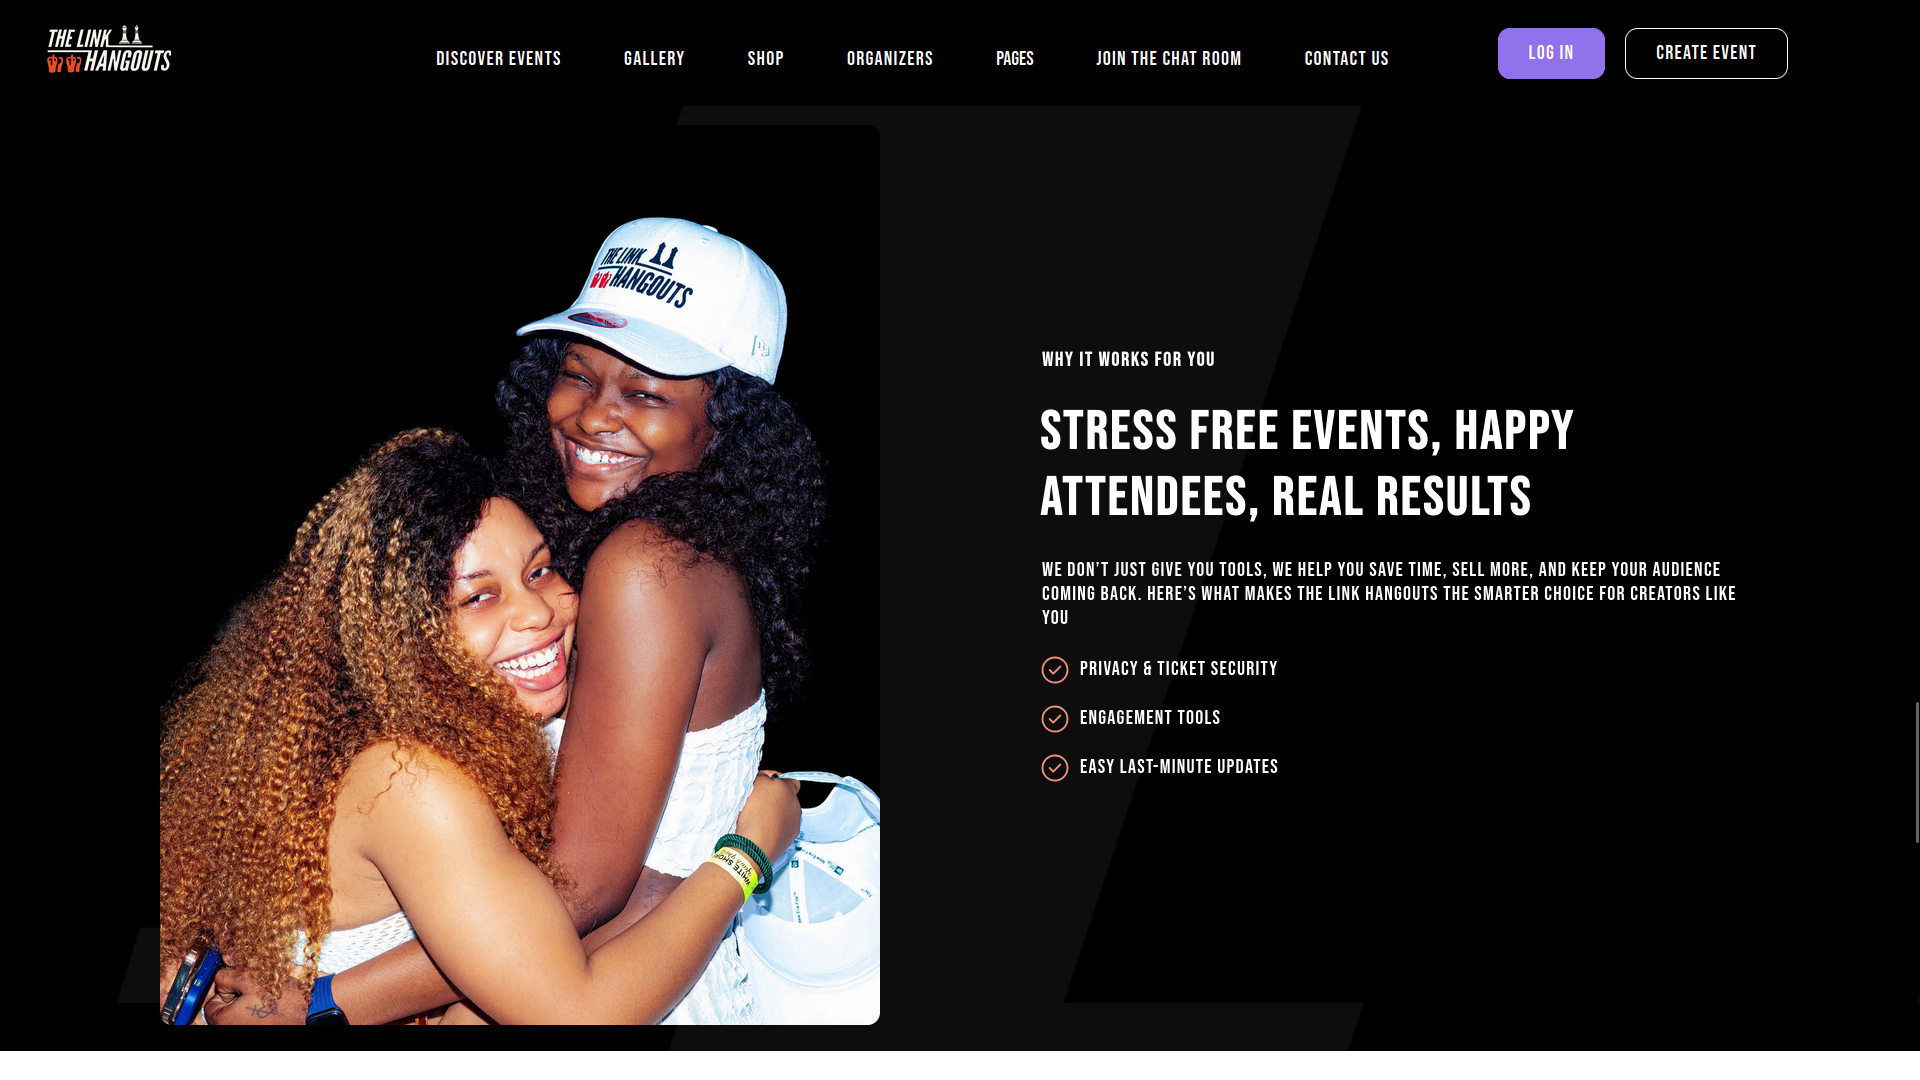 THE LINK
HANGOUTS
DISCOVER EVENTS
GALLERY
SHOP
ORGANIZERS
PAGES
JOIN THE CHAT ROOM
CONTACT US
LOG IN
CREATE EVENT
THE LINK
HANGOUTS
WHITE SHOP
WHY IT WORKS FOR YOU
STRESS FREE EVENTS, HAPPY
ATTENDEES, REAL RESULTS
WE DON’T JUST GIVE YOU TOOLS, WE HELP YOU SAVE TIME, SELL MORE, AND KEEP YOUR AUDIENCE
COMING BACK. HERE’S WHAT MAKES THE LINK HANGOUTS THE SMARTER CHOICE FOR CREATORS LIKE
YOU
PRIVACY & TICKET SECURITY
ENGAGEMENT TOOLS
EASY LAST-MINUTE UPDATES